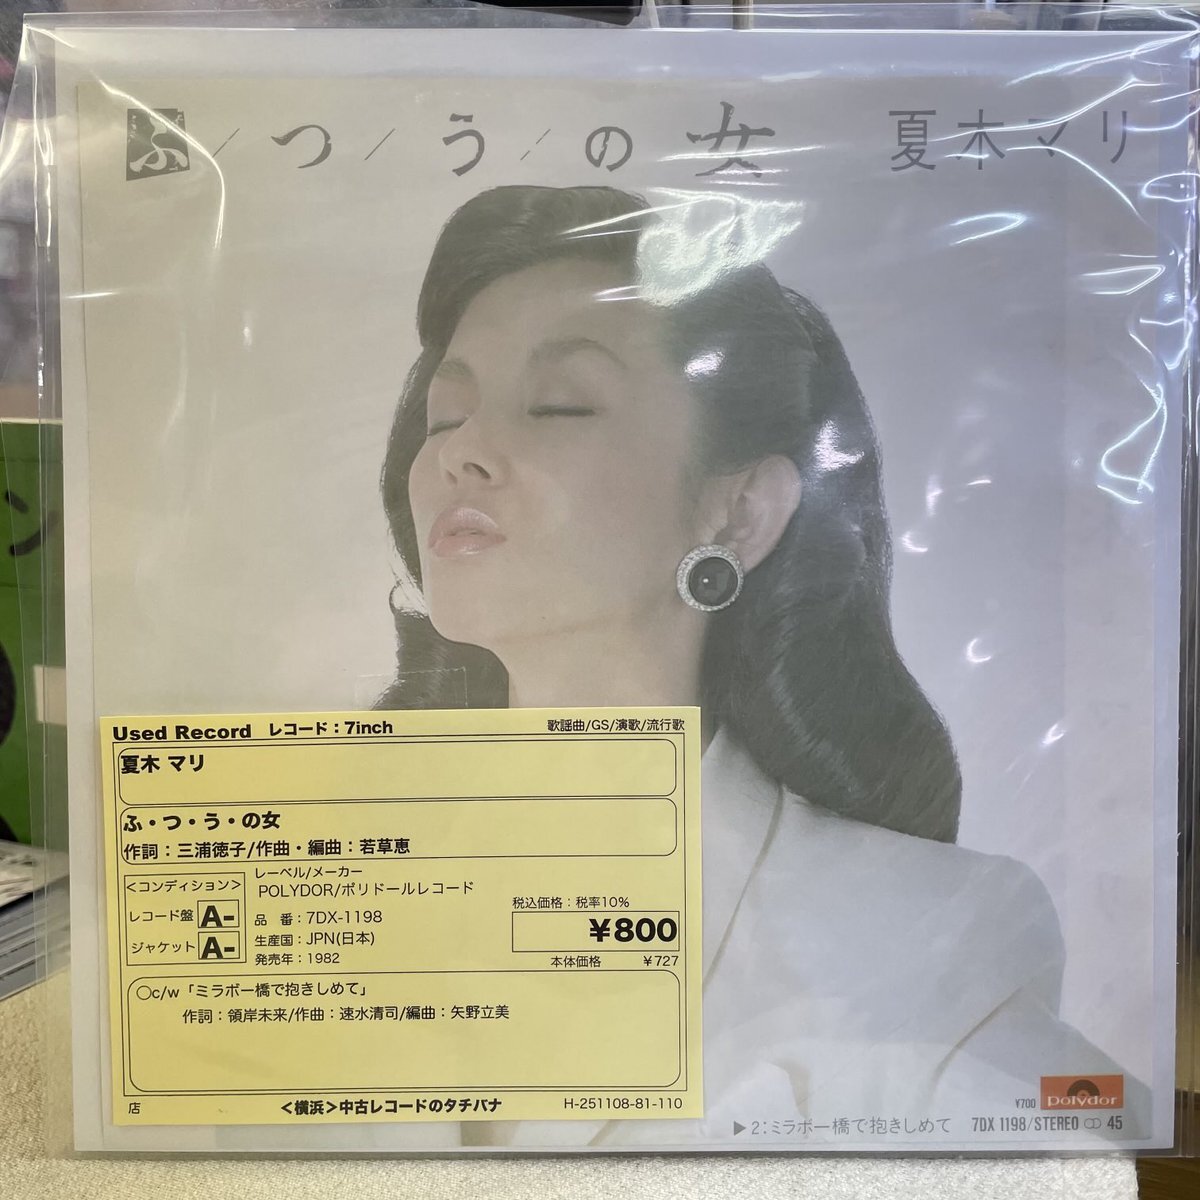 ふ/つ/う/の女 夏木マリ
Used Record レコード：7inch 歌謡曲/GS/演歌/流行歌
夏木 マリ
ふ・つ・う・の女
作詞：三浦徳子/作曲・編曲：若草恵
<コンディション>
レコード盤 A-
ジャケット A-
レーベル/メーカー
POLYDOR/ポリドールレコード
品 番：7DX-1198
生産国：JPN(日本)
発売年：1982
税込価格：税率10%
¥800
本体価格 ¥727
○c/w「ミラボー橋で抱きしめて」
作詞：領岸未来/作曲：速水清司/編曲：矢野立美
店 <横浜>中古レコードのタチバナ H-251108-81-110
¥700 polydor
▶2：ミラボー橋で抱きしめて 7DX 1198/STEREO 45
ン